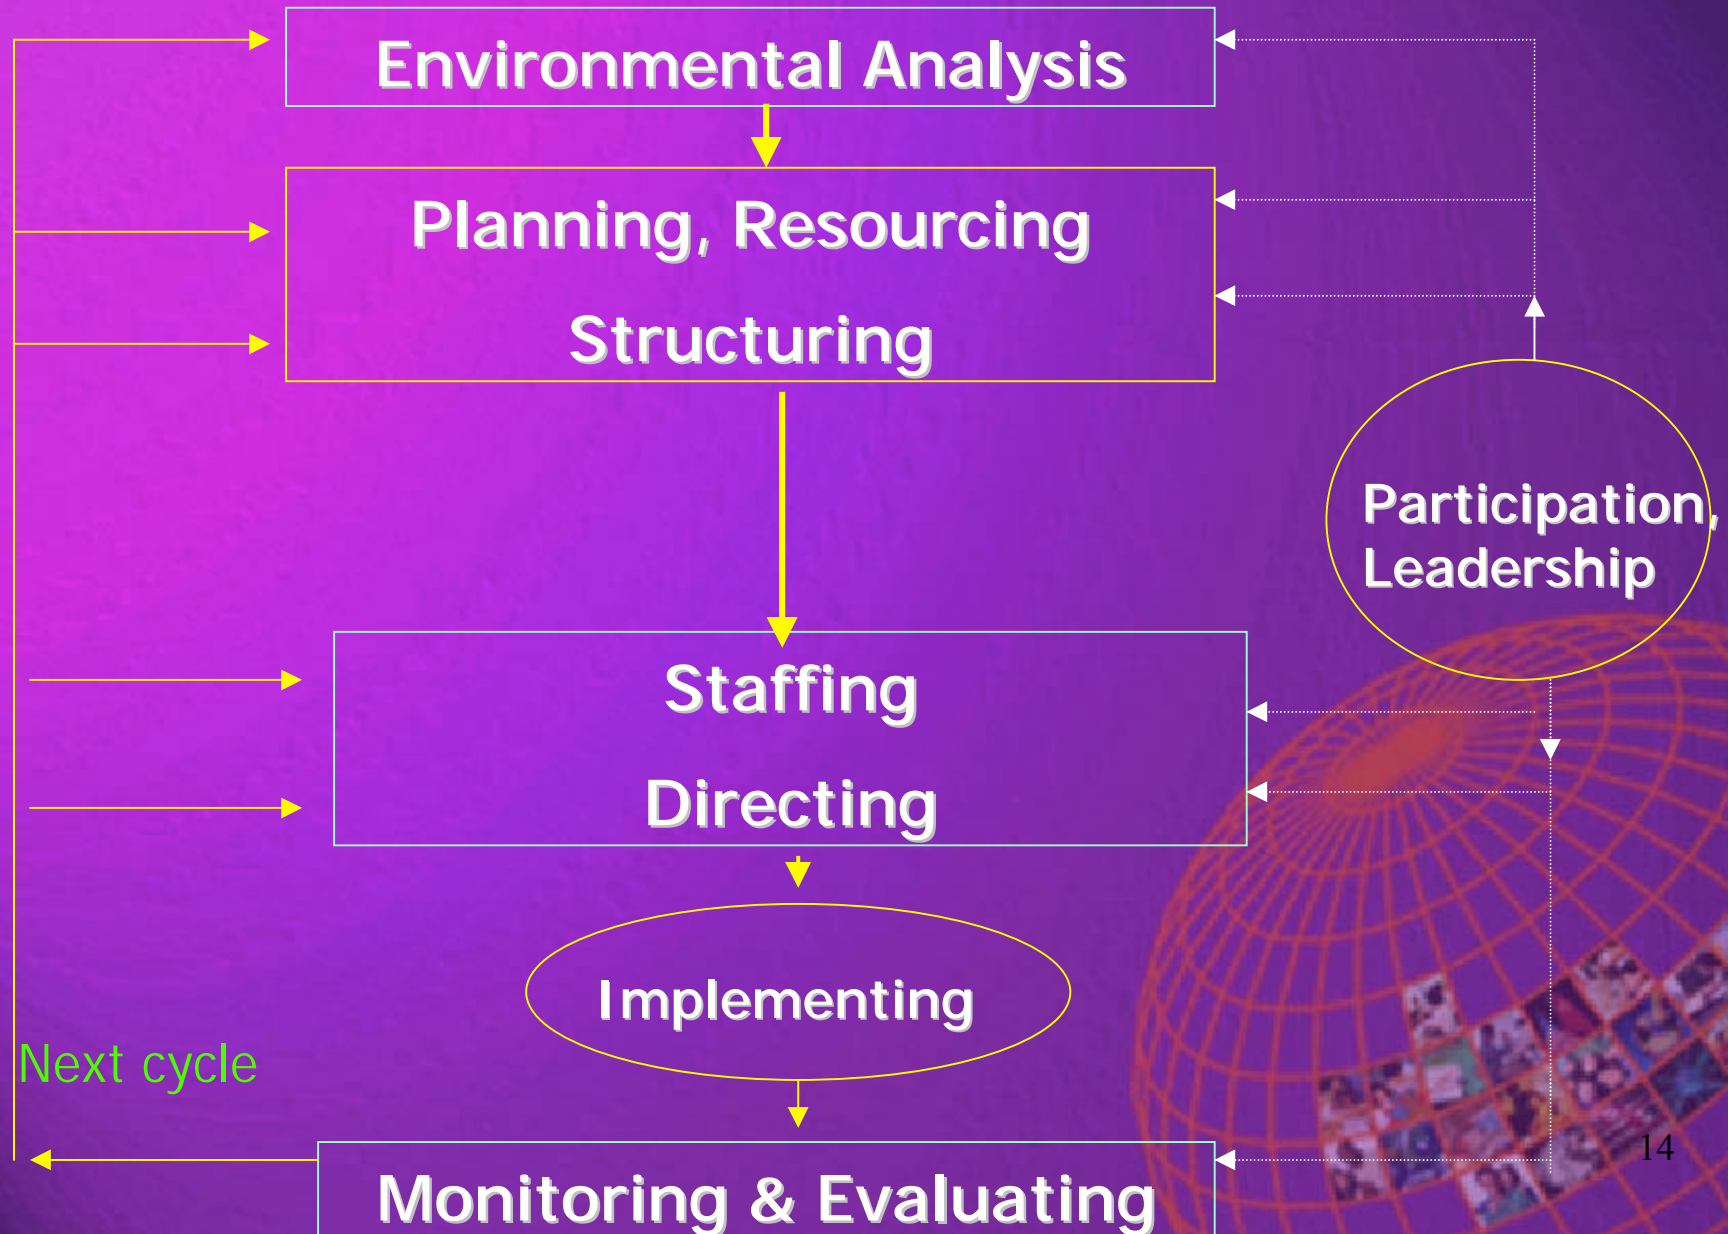 Environmental Analysis
Planning, Resourcing
Structuring
Participation,
Leadership
Staffing
Directing
Implementing
Next cycle
14
Monitoring & Evaluating